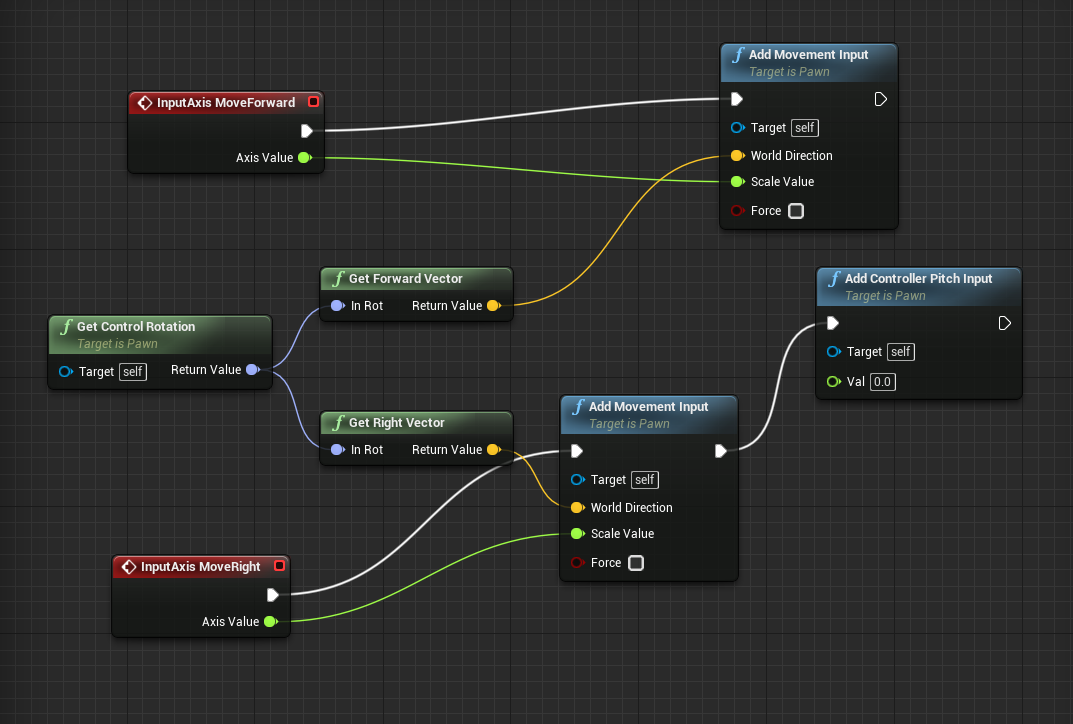 Add Movement Input
Target is Pawn
Target self
World Direction
Scale Value
Force
InputAxis MoveForward
Axis Value
Get Forward Vector
In Rot Return Value
Add Controller Pitch Input
Target is Pawn
Target self
Val 0.0
Get Control Rotation
Target is Pawn
Target self Return Value
Get Right Vector
In Rot Return Value
Add Movement Input
Target is Pawn
Target self
World Direction
Scale Value
Force
InputAxis MoveRight
Axis Value